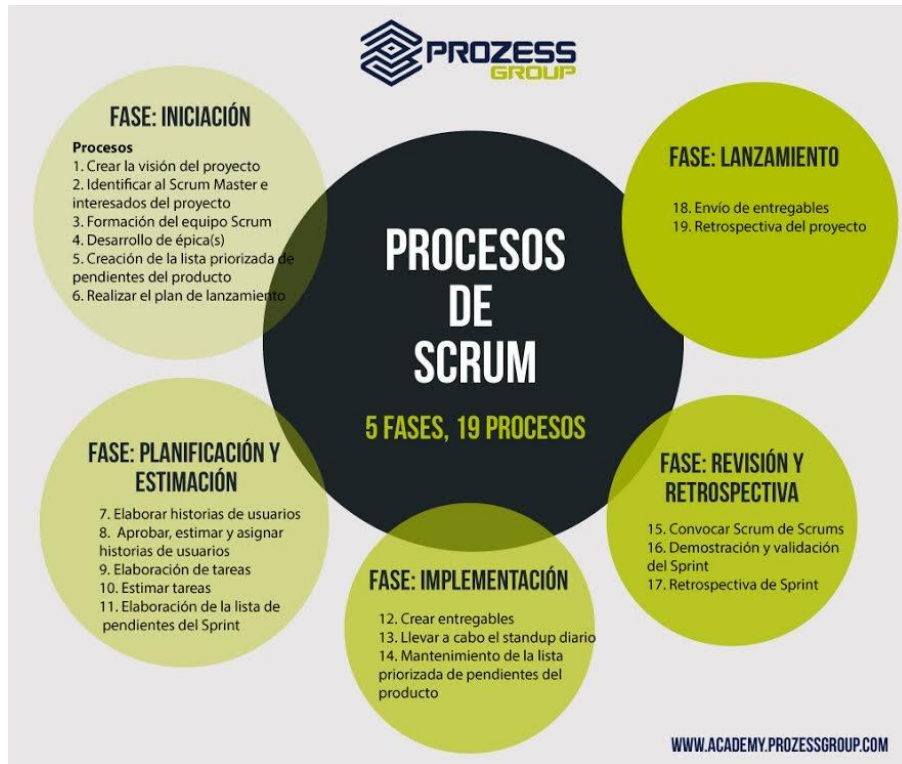 PROZESS
GROUP
FASE: INICIACIÓN
Procesos
1. Crear la visión del proyecto
2. Identificar al Scrum Master e
interesados del proyecto
3. Formación del equipo Scrum
4. Desarrollo de épica(s)
5. Creación de la lista priorizada de
pendientes del producto
6. Realizar el plan de lanzamiento
PROCESOS
DE
SCRUM
5 FASES, 19 PROCESOS
FASE: LANZAMIENTO
18. Envío de entregables
19. Retrospectiva del proyecto
FASE: PLANIFICACIÓN Y
ESTIMACIÓN
7. Elaborar historias de usuarios
8. Aprobar, estimar y asignar
historias de usuarios
9. Elaboración de tareas
10. Estimar tareas
11. Elaboración de la lista de
pendientes del Sprint
FASE: IMPLEMENTACIÓN
12. Crear entregables
13. Llevar a cabo el standup diario
14. Mantenimiento de la lista
priorizada de pendientes del
producto
FASE: REVISIÓN Y
RETROSPECTIVA
15. Convocar Scrum de Scrums
16. Demostración y validación
del Sprint
17. Retrospectiva de Sprint
WWW.ACADEMY.PROZESSGROUP.COM